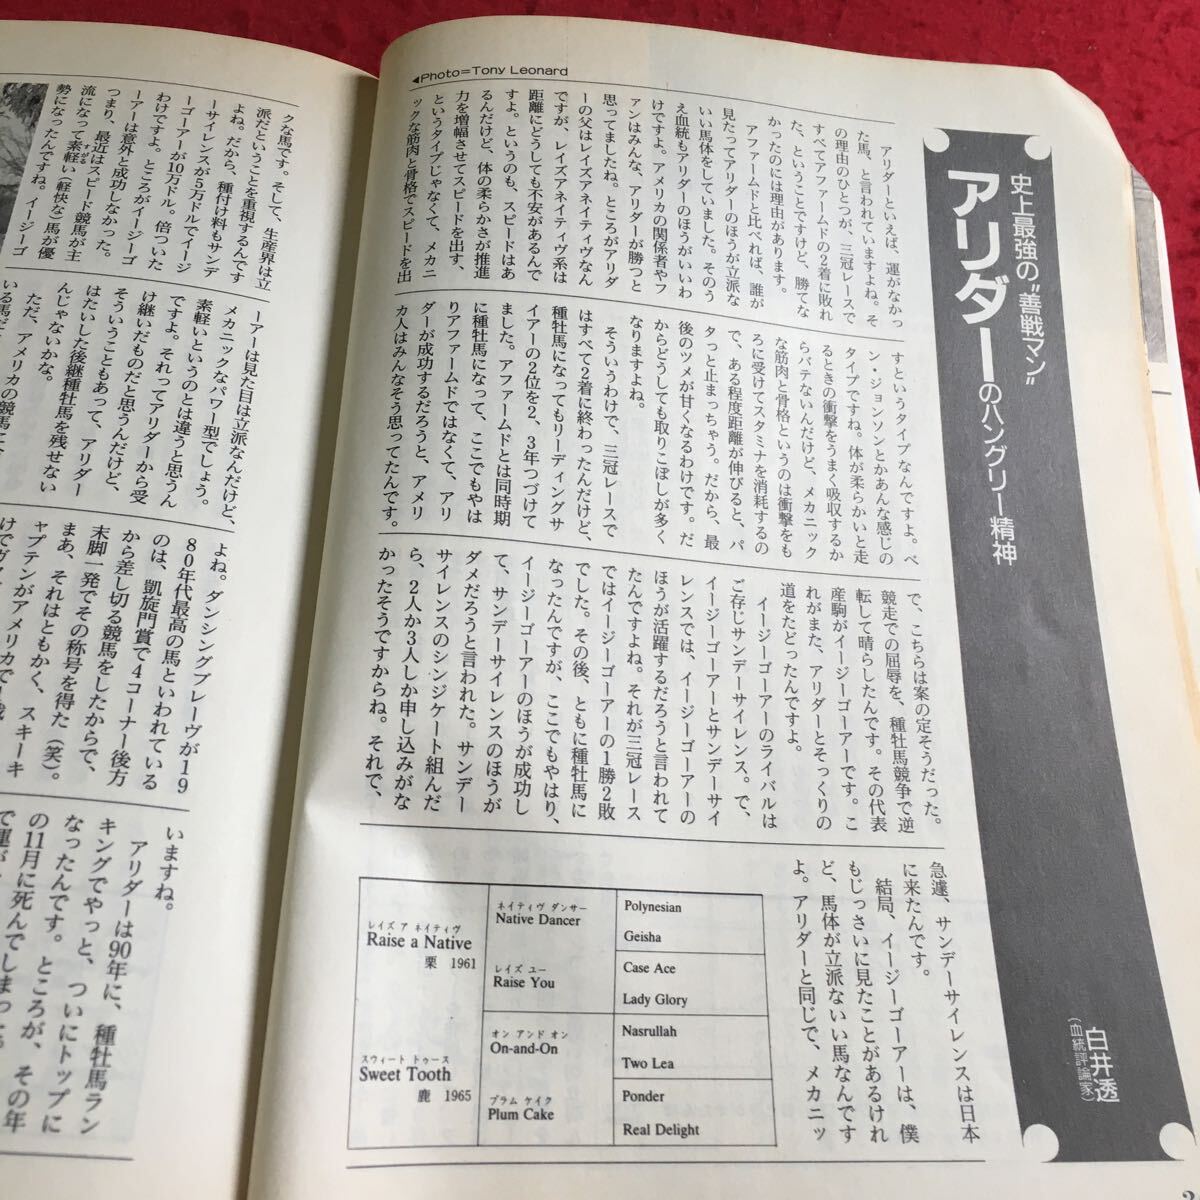 ◀Photo=Tony Leonard
史上最強の"善戦マン"
アリダーのハングリー精神
白井透
(血統評論家)
アリダーといえば、運がなかっ
た馬、と言われていますよね。そ
の理由のひとつが、三冠レースで
すべてアファームドの2着に敗れ
た、ということですけど、勝てな
かったのには理由があります。
アファームドと比べれば、誰が
見たってアリダーのほうが立派な
いい馬体をしていました。そのう
え血統もアリダーのほうがいいわ
けですよ。アメリカの関係者やフ
ァンはみんな、アリダーが勝つと
思ってましたね。ところがアリダ
ーの父はレイズアネイティヴなん
ですが、レイズアネイティヴ系は
距離にどうしても不安があるんで
すよ。というのも、スピードはあ
るんだけど、体の柔らかさが推進
力を増幅させてスピードを出す、
というタイプじゃなくて、メカニ
ックな筋肉と骨格でスピードを出
すというタイプなんですよ。ベ
ン・ジョンソンとかあんな感じの
タイプですね。体が柔らかいと走
るときの衝撃をうまく吸収するか
らバテないんだけど、メカニック
な筋肉と骨格というのは衝撃をも
ろに受けてスタミナを消耗するの
で、ある程度距離が伸びると、パ
タっと止まっちゃう。だから、最
後のツメが甘くなるわけです。だ
からどうしても取りこぼしが多く
なりますよね。
そういうわけで、三冠レースで
はすべて2着に終わったんだけど、
種牡馬になってもリーディングサ
イアーの2位を2、3年つづけて
ました。アファームドとは同時期
に種牡馬になって、ここでもやは
りアファームドではなくて、アリ
ダーが成功するだろうと、アメリ
カ人はみんなそう思ってたんです。
で、こちらは案の定そうだった。
競走での屈辱を、種牡馬競争で逆
転して晴らしたんです。その代表
産駒がイージーゴアーです。こ
れがまた、アリダーとそっくりの
道をたどったんですよ。
イージーゴアーのライバルは
ご存じサンデーサイレンス。で、
イージーゴアーとサンデーサイ
レンスでは、イージーゴアーの
ほうが活躍するだろうと言われて
たんですよね。それが三冠レース
ではイージーゴアーの1勝2敗
でした。その後、ともに種牡馬に
なったんですが、ここでもやはり、
イージーゴアーのほうが成功し
て、サンデーサイレンスのほうが
ダメだろうと言われた。サンデー
サイレンスのシンジケート組んだ
ら、2人か3人しか申し込みがな
かったそうですからね。それで、
急遽、サンデーサイレンスは日本
に来たんです。
結局、イージーゴアーは、僕
もじっさいに見たことがあるけれ
ど、馬体が立派ないい馬なんです
よ。アリダーと同じで、メカニッ
レイズ ア ネイティヴ
Raise a Native
栗 1961
スウィート トゥース
Sweet Tooth
鹿 1965
ネイティヴ ダンサー
Native Dancer
レイズ ユー
Raise You
オン アンド オン
On-and-On
プラム ケイク
Plum Cake
Polynesian
Geisha
Case Ace
Lady Glory
Nasrullah
Two Lea
Ponder
Real Delight
クな馬です。そして、生産界は立
派だということを重視するんです
よね。だから、種付け料もサンデ
ーサイレンスが5万ドルでイージ
ーゴーアーが10万ドル。倍ついた
わけですよ。ところがイージーゴ
ーアーは意外と成功しなかった。
つまり、最近はスピード競馬が主
流になって素軽い(軽快な)馬が優
すがる
勢になったんですね。イージーゴ
ーアーは見た目は立派なんだけど、
メカニックなパワー型でしょう。
素軽いというのとは違うと思うん
ですよ。それってアリダーから受
け継いだものだと思うんだけど、
そういうこともあって、アリダー
はたいした後継種牡馬を残せない
んじゃないかな。
ただ、アメリカの競馬に
よね。ダンシングブレーヴが19
80年代最高の馬といわれている
のは、凱旋門賞で4コーナー後方
から差し切る競馬をしたからで、
末脚一発でその称号を得た(笑)。
まあ、それはともかく、スキーキ
ャプテンがアメリカで
いますね。
アリダーは90年に、種牡馬ラン
キングでやっと、ついにトップに
なったんです。ところが、その年
の11月に死んでしまった